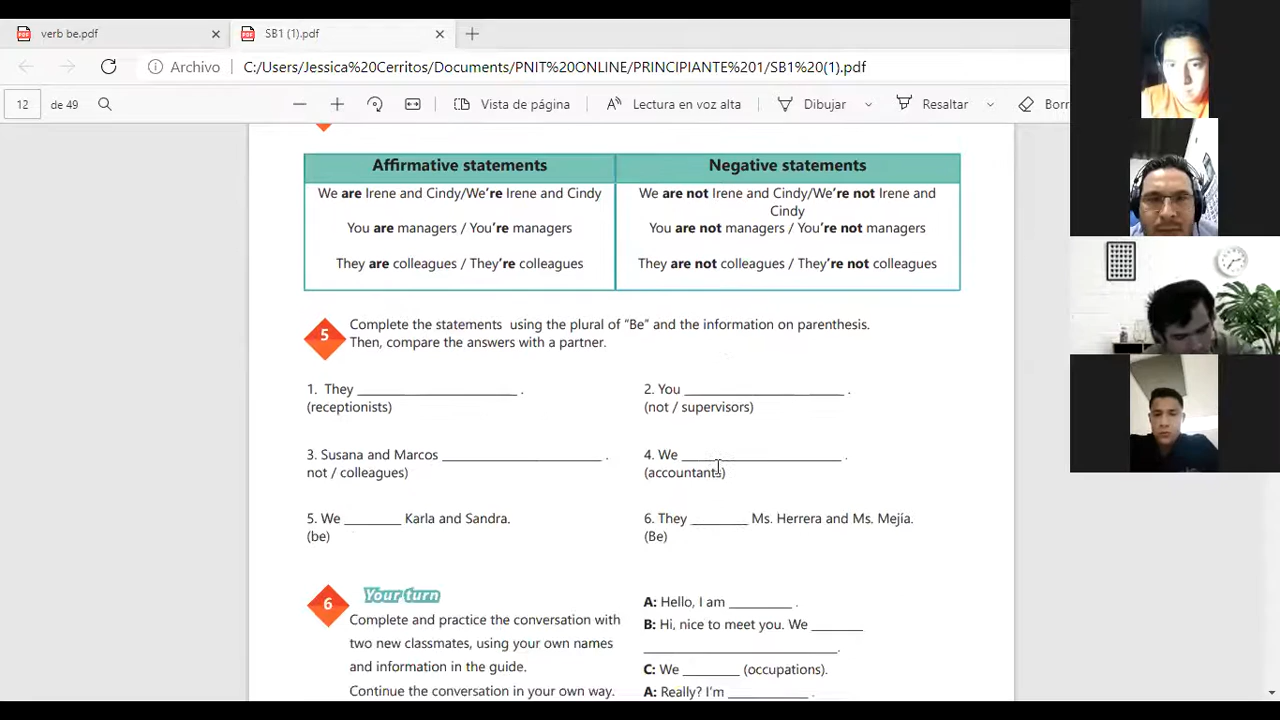 verb be.pdf
SB1 (1).pdf
Archivo C:/Users/Jessica%20Cerritos/Documents/PNIT%20ONLINE/PRINCIPIANTE%201/SB1%20(1).pdf
12 de 49 Vista de página Lectura en voz alta Dibujar Resaltar Borr
Affirmative statements
We are Irene and Cindy/We're Irene and Cindy
You are managers / You're managers
They are colleagues / They're colleagues
Negative statements
We are not Irene and Cindy/We're not Irene and
Cindy
You are not managers / You're not managers
They are not colleagues / They're not colleagues
5
Complete the statements using the plural of “Be” and the information on parenthesis.
Then, compare the answers with a partner.
1. They ____________________ .
(receptionists)
2. You ____________________ .
(not / supervisors)
3. Susana and Marcos ____________________ .
not / colleagues)
4. We ____________________ .
(accountants)
5. We _______ Karla and Sandra.
(be)
6. They _______ Ms. Herrera and Ms. Mejía.
(Be)
6
Your turn
Complete and practice the conversation with
two new classmates, using your own names
and information in the guide.
Continue the conversation in your own way.
A: Hello, I am ________ .
B: Hi, nice to meet you. We ______
________________________.
C: We _______ (occupations).
A: Really? I'm __________ .